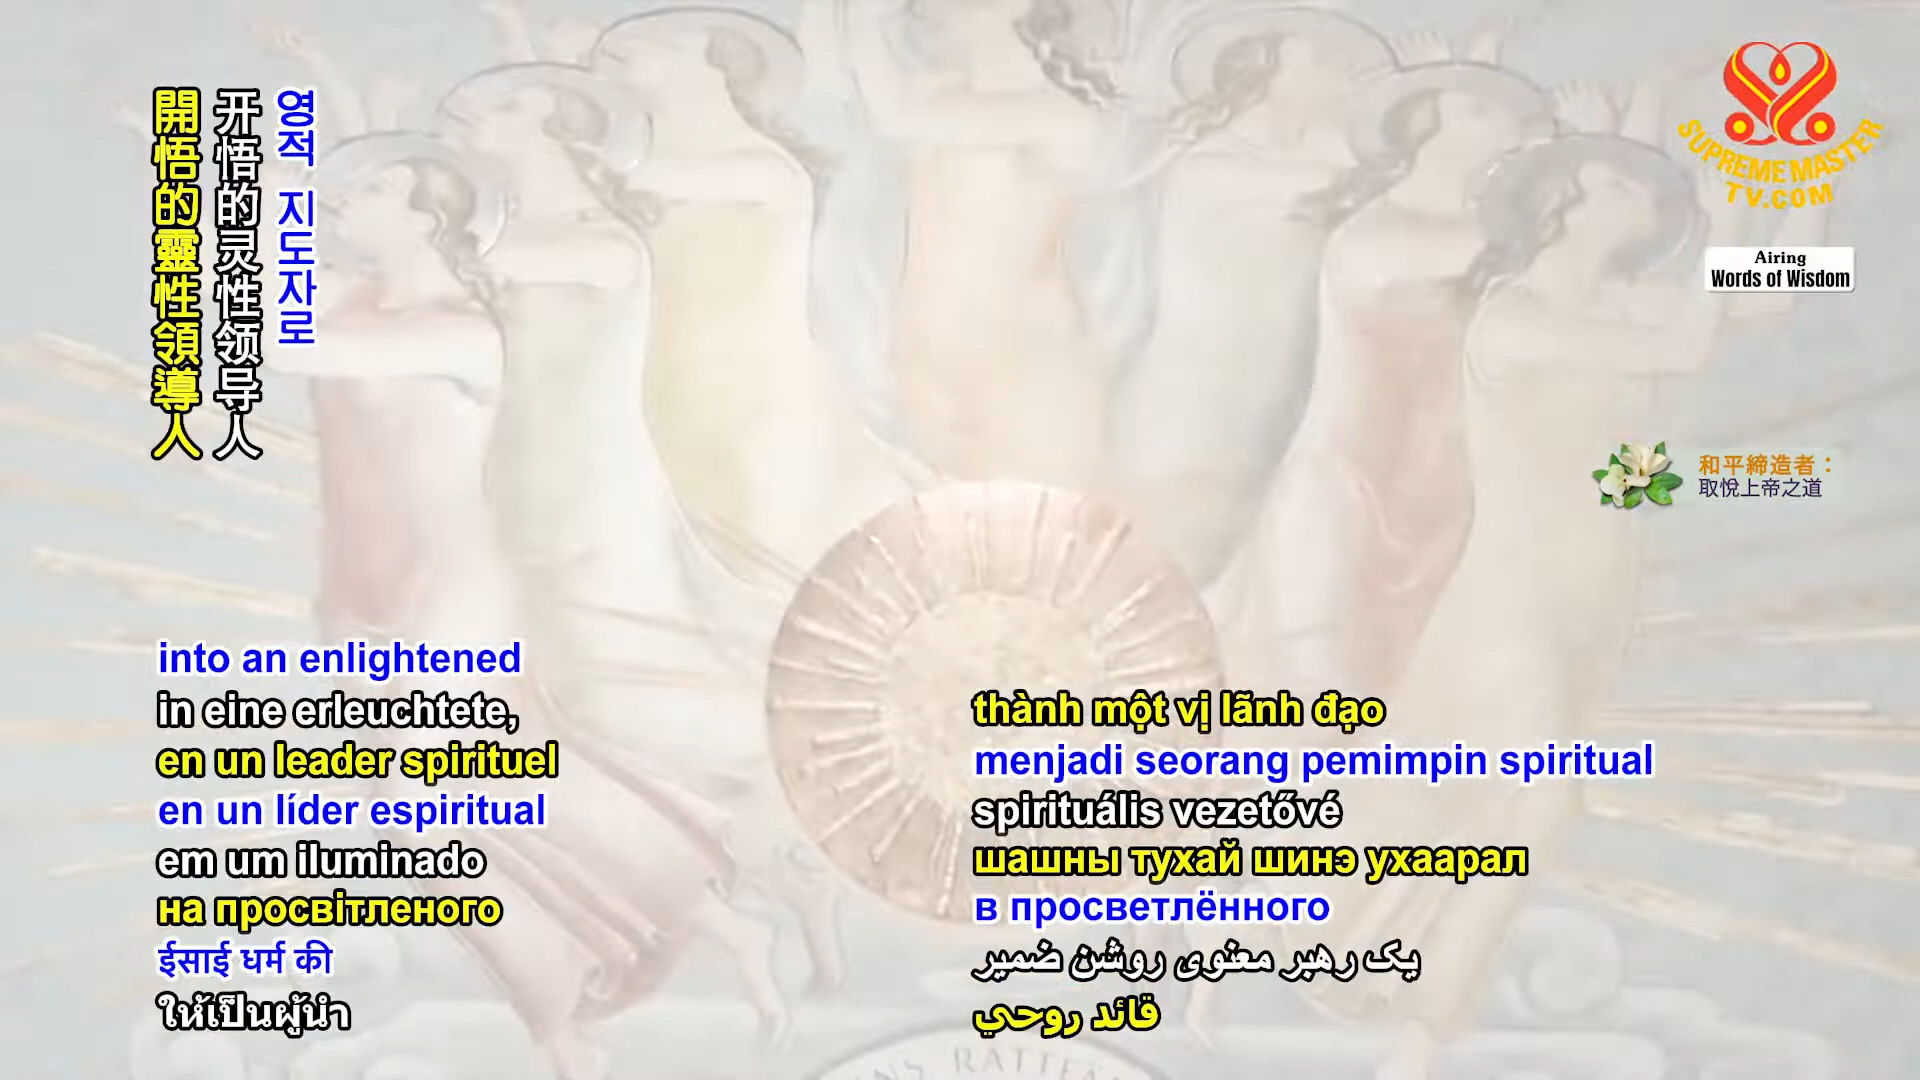 開悟的靈性領導人
开悟的灵性领导人
영적 지도자로
SUPREME MASTER
TV.COM
Airing
Words of Wisdom
和平締造者：
取悅上帝之道
into an enlightened
in eine erleuchtete,
en un leader spirituel
en un líder espiritual
em um iluminado
на просвітленого
ईसाई धर्म की
ให้เป็นผู้นำ
thành một vị lãnh đạo
menjadi seorang pemimpin spiritual
spirituális vezetővé
шашны тухай шинэ ухаарал
в просветлённого
یک رهبر معنوی روشن ضمیر
قائد روحي